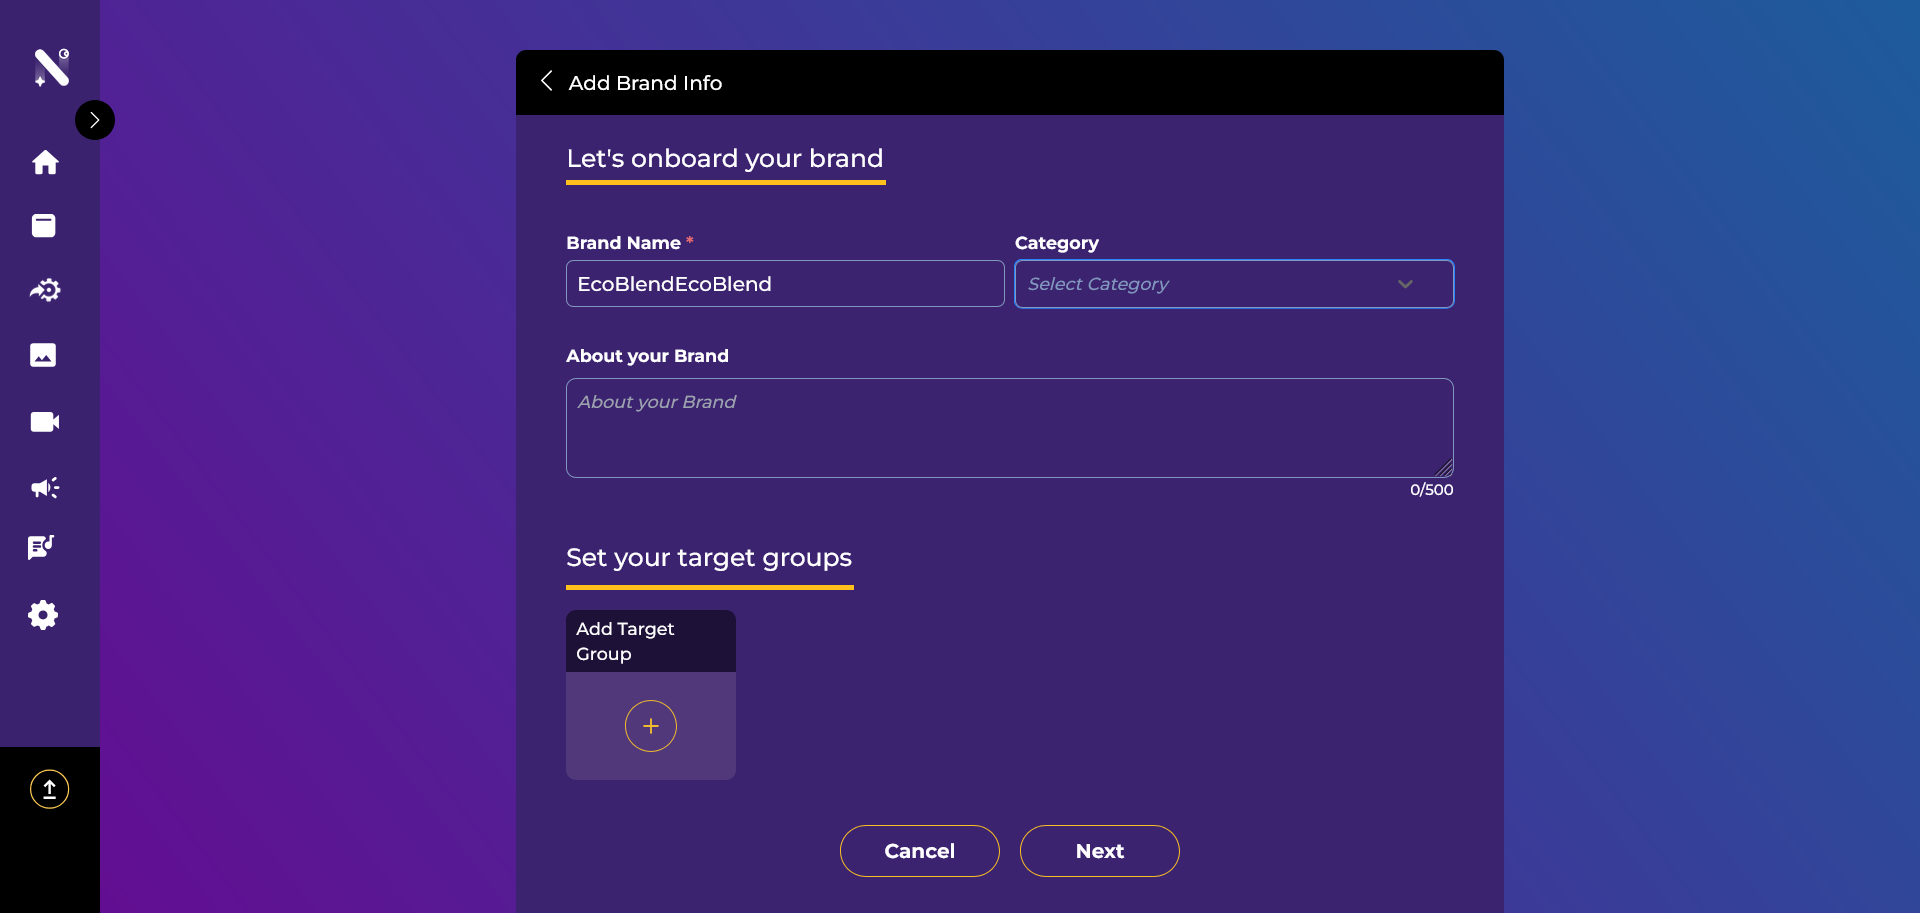 Add Brand Info
Let's onboard your brand
Brand Name *
Category
EcoBlendEcoBlend
Select Category
About your Brand
About your Brand
0/500
Set your target groups
Add Target
Group
Cancel
Next